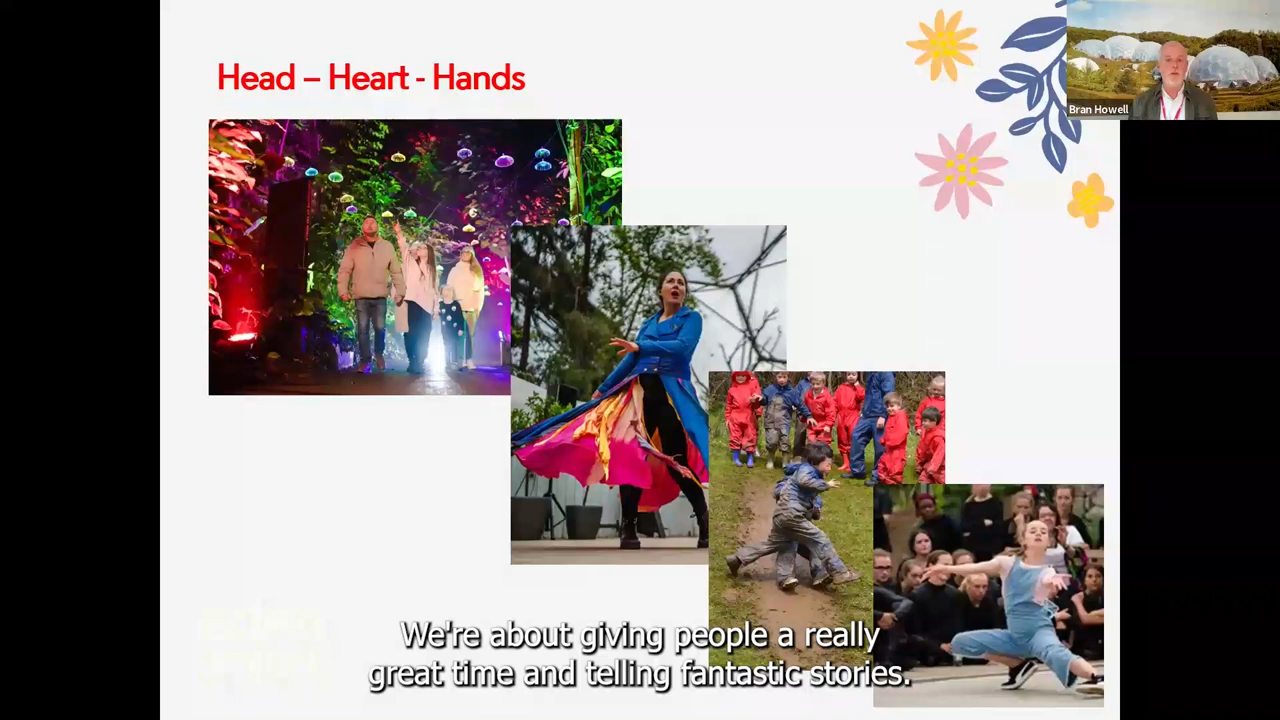 Head – Heart - Hands
Bran Howell
We're about giving people a really
great time and telling fantastic stories.